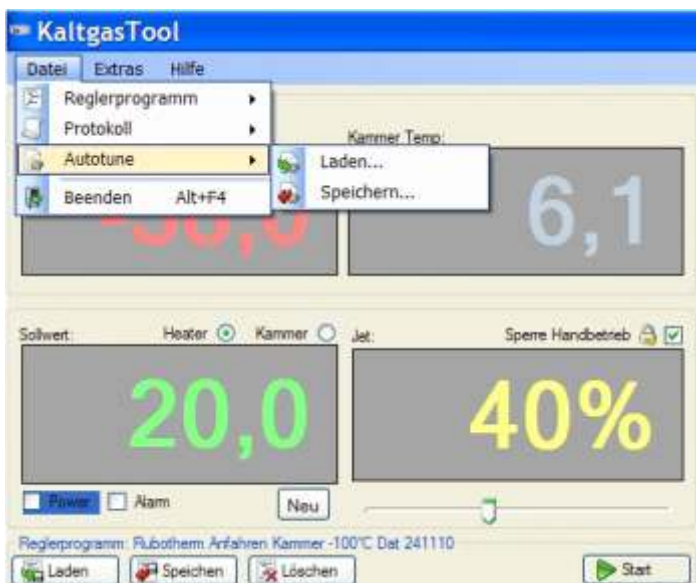 KaltgasTool
Datei Extras Hilfe
Reglerprogramm
Protokoll
Kammer Temp:
Autotune
Laden...
Beenden Alt+F4
Speichern...
6,1
Sollwert: Heater Kammer
Jet: Sperre Handbetrieb
20,0
40%
Power Alarm
Neu
Reglerprogramm: Rubotherm Anfahren Kammer -100°C Dat 241110
Laden Speichen Löschen Start